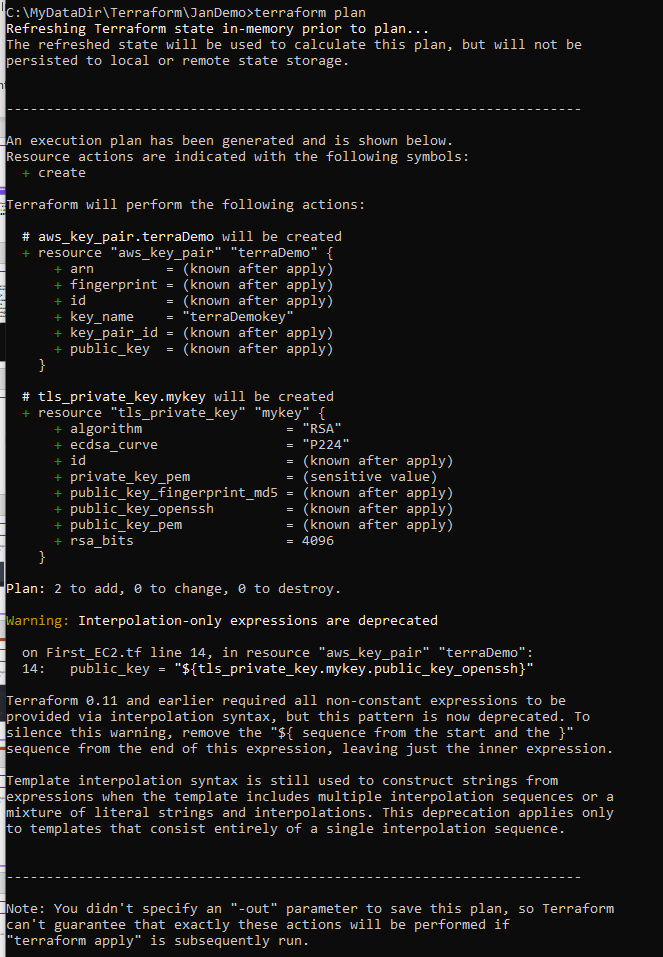 C:\MyDataDir\Terraform\JanDemo>terraform plan
Refreshing Terraform state in-memory prior to plan...
The refreshed state will be used to calculate this plan, but will not be
persisted to local or remote state storage.
------------------------------------------------------------------------
An execution plan has been generated and is shown below.
Resource actions are indicated with the following symbols:
  + create
Terraform will perform the following actions:
  # aws_key_pair.terraDemo will be created
  + resource "aws_key_pair" "terraDemo" {
      + arn         = (known after apply)
      + fingerprint = (known after apply)
      + id          = (known after apply)
      + key_name    = "terraDemokey"
      + key_pair_id = (known after apply)
      + public_key  = (known after apply)
    }
  # tls_private_key.mykey will be created
  + resource "tls_private_key" "mykey" {
      + algorithm                  = "RSA"
      + ecdsa_curve                = "P224"
      + id                         = (known after apply)
      + private_key_pem            = (sensitive value)
      + public_key_fingerprint_md5 = (known after apply)
      + public_key_openssh         = (known after apply)
      + public_key_pem             = (known after apply)
      + rsa_bits                   = 4096
    }
Plan: 2 to add, 0 to change, 0 to destroy.
Warning: Interpolation-only expressions are deprecated
  on First_EC2.tf line 14, in resource "aws_key_pair" "terraDemo":
  14:   public_key = "${tls_private_key.mykey.public_key_openssh}"
Terraform 0.11 and earlier required all non-constant expressions to be
provided via interpolation syntax, but this pattern is now deprecated. To
silence this warning, remove the "${ sequence from the start and the }"
sequence from the end of this expression, leaving just the inner expression.
Template interpolation syntax is still used to construct strings from
expressions when the template includes multiple interpolation sequences or a
mixture of literal strings and interpolations. This deprecation applies only
to templates that consist entirely of a single interpolation sequence.
------------------------------------------------------------------------
Note: You didn't specify an "-out" parameter to save this plan, so Terraform
can't guarantee that exactly these actions will be performed if
"terraform apply" is subsequently run.